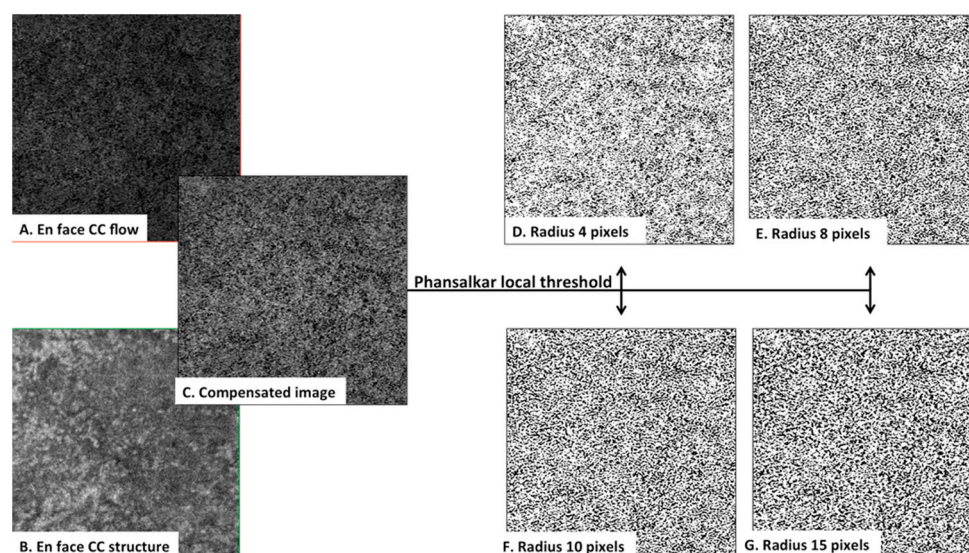 A. En face CC flow
B. En face CC structure
C. Compensated image
Phansalkar local threshold
D. Radius 4 pixels
E. Radius 8 pixels
F. Radius 10 pixels
G. Radius 15 pixels